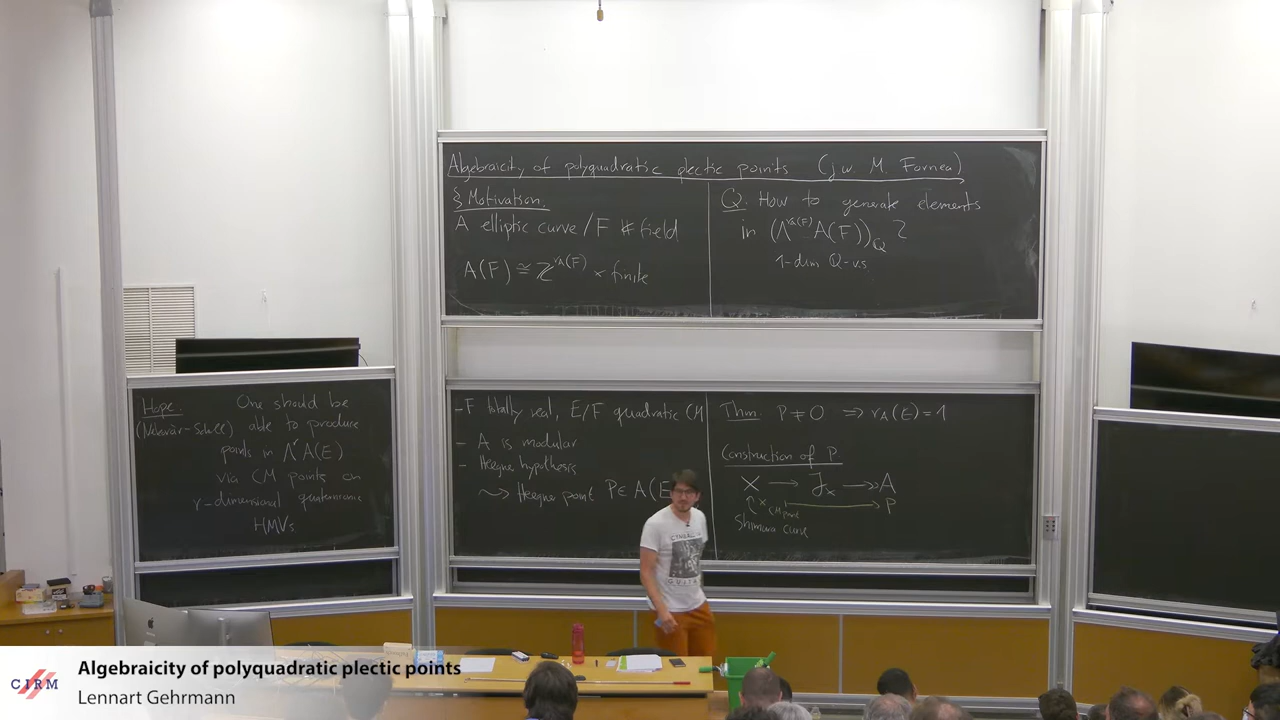 Algebraicity of polyquadratic plectic points (j.w. M. Fornea)
§ Motivation.
A elliptic curve / F # field
A(F) ≅ Z^{r_A(F)} × finite
Q. How to generate elements
in (Λ^{r_A(F)} A(F))_Q ?
1-dim Q-v.s.
Hope: One should be
(Nekovář-Scholl) able to produce
points in Λ^r A(E)
via CM points on
r-dimensional quaternionic
HMVs
- F totally real, E/F quadratic CM
- A is modular
- Heegner hypothesis
⤳ Heegner point P ∈ A(E
Thm. P ≠ 0 ⇒ r_A(E) = 1
Construction of P
X → J_X ↠ A
x CM point → P
Shimura curve
CIRM
Algebraicity of polyquadratic plectic points
Lennart Gehrmann